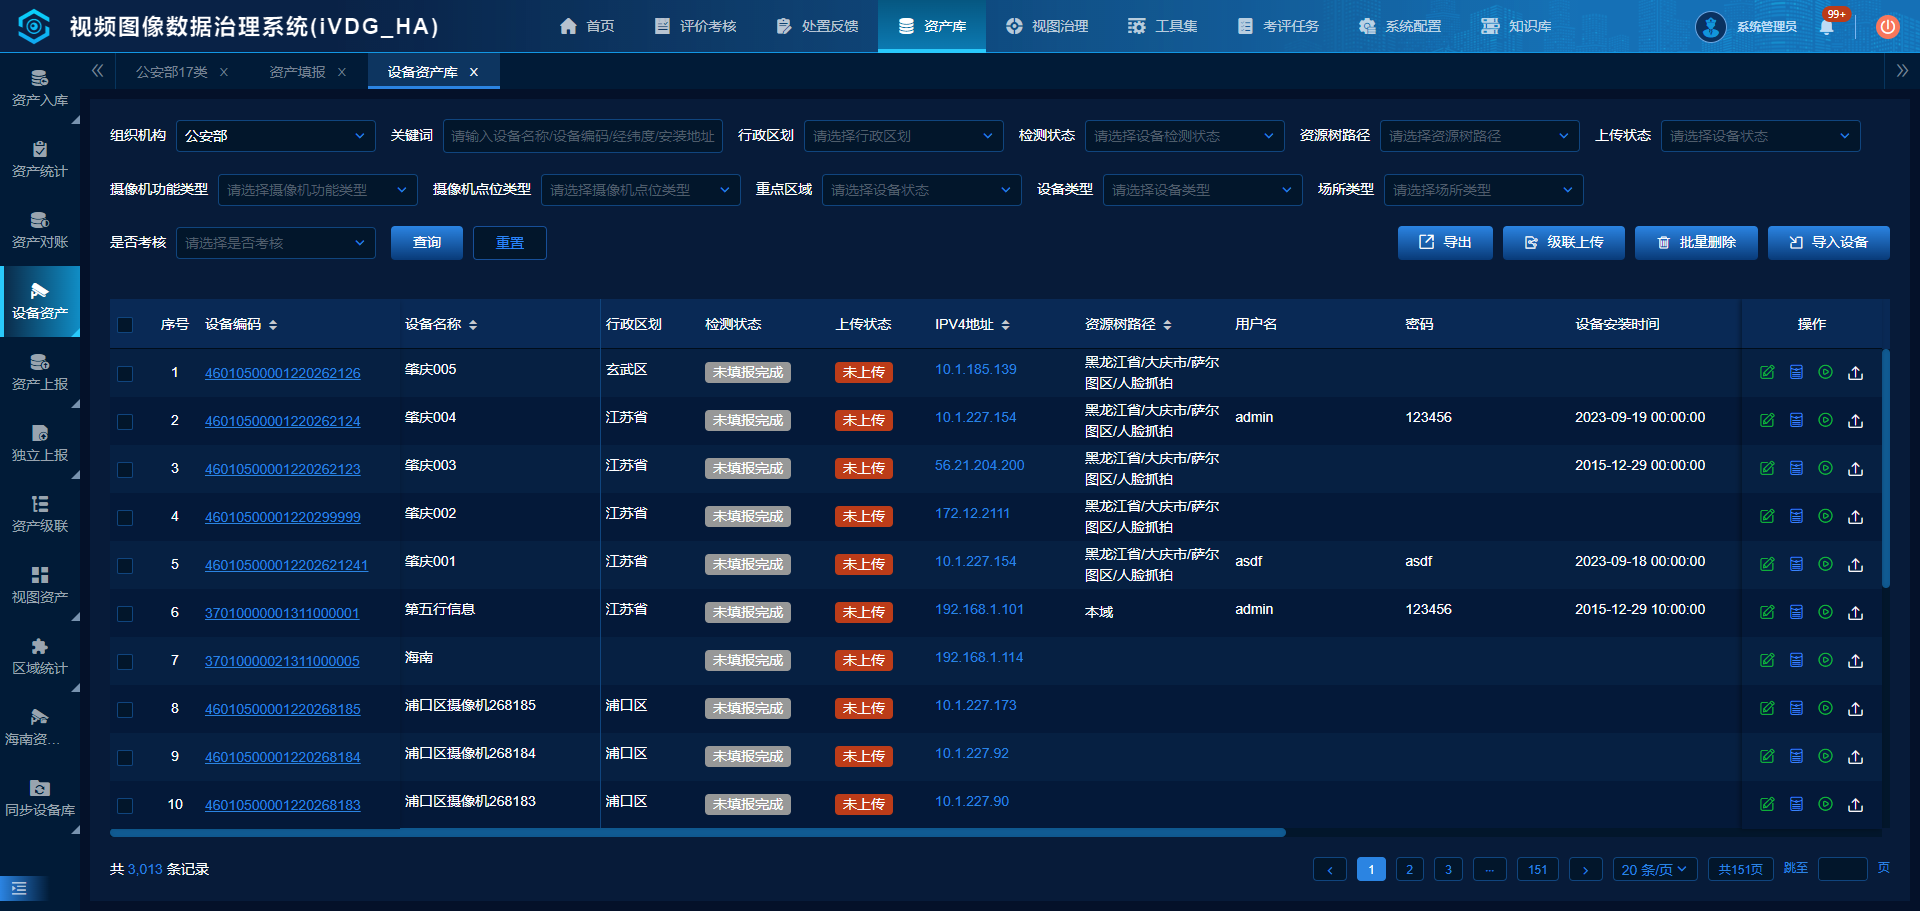 视频图像数据治理系统(iVDG_HA)
首页 评价考核 处置反馈 资产库 视图治理 工具集 考评任务 系统配置 知识库
系统管理员 99+
公安部17类 X 资产填报 X 设备资产库 X
资产入库
资产统计
资产对账
设备资产
资产上报
独立上报
资产级联
视图资产
区域统计
海南资...
同步设备库
组织机构 公安部 关键词 请输入设备名称/设备编码/经纬度/安装地址 行政区划 请选择行政区划 检测状态 请选择设备检测状态 资源树路径 请选择资源树路径 上传状态 请选择设备状态
摄像机功能类型 请选择摄像机功能类型 摄像机点位类型 请选择摄像机点位类型 重点区域 请选择设备状态 设备类型 请选择设备类型 场所类型 请选择场所类型
是否考核 请选择是否考核 查询 重置 导出 级联上传 批量删除 导入设备
序号 设备编码 设备名称 行政区划 检测状态 上传状态 IPV4地址 资源树路径 用户名 密码 设备安装时间 操作
1 46010500001220262126 肇庆005 玄武区 未填报完成 未上传 10.1.185.139 黑龙江省/大庆市/萨尔
图区/人脸抓拍
2 46010500001220262124 肇庆004 江苏省 未填报完成 未上传 10.1.227.154 黑龙江省/大庆市/萨尔 admin 123456 2023-09-19 00:00:00
图区/人脸抓拍
3 46010500001220262123 肇庆003 江苏省 未填报完成 未上传 56.21.204.200 黑龙江省/大庆市/萨尔 2015-12-29 00:00:00
图区/人脸抓拍
4 46010500001220299999 肇庆002 江苏省 未填报完成 未上传 172.12.2111 黑龙江省/大庆市/萨尔
图区/人脸抓拍
5 460105000012202621241 肇庆001 江苏省 未填报完成 未上传 10.1.227.154 黑龙江省/大庆市/萨尔 asdf asdf 2023-09-18 00:00:00
图区/人脸抓拍
6 37010000001311000001 第五行信息 江苏省 未填报完成 未上传 192.168.1.101 本域 admin 123456 2015-12-29 10:00:00
7 37010000021311000005 海南 未填报完成 未上传 192.168.1.114
8 46010500001220268185 浦口区摄像机268185 浦口区 未填报完成 未上传 10.1.227.173
9 46010500001220268184 浦口区摄像机268184 浦口区 未填报完成 未上传 10.1.227.92
10 46010500001220268183 浦口区摄像机268183 浦口区 未填报完成 未上传 10.1.227.90
共 3,013 条记录 1 2 3 ... 151 20 条/页 共151页 跳至 页